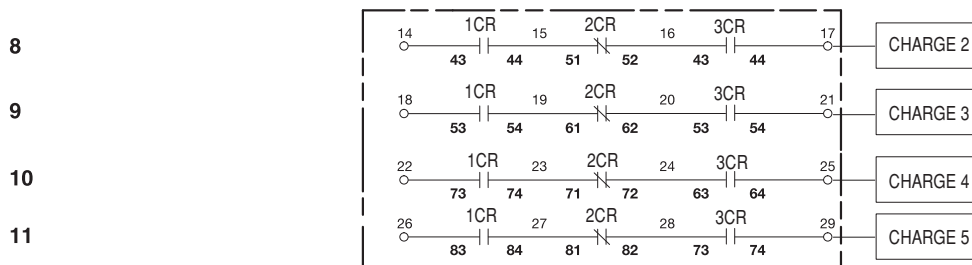 1CR 2CR 3CR
8 14 15 16 17 CHARGE 2
43 44 51 52 43 44
1CR 2CR 3CR
9 18 19 20 21 CHARGE 3
53 54 61 62 53 54
1CR 2CR 3CR
10 22 23 24 25 CHARGE 4
73 74 71 72 63 64
1CR 2CR 3CR
11 26 27 28 29 CHARGE 5
83 84 81 82 73 74